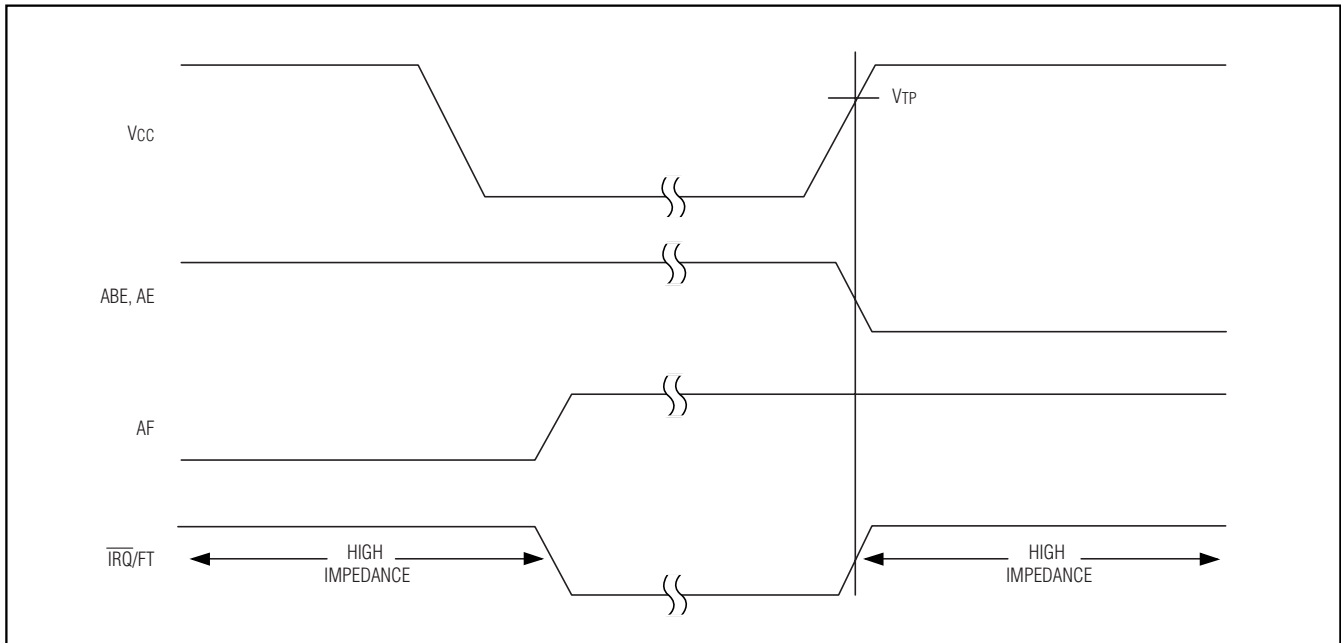 VCC
VTP
ABE, AE
AF
IRQ/FT
HIGH
IMPEDANCE
HIGH
IMPEDANCE